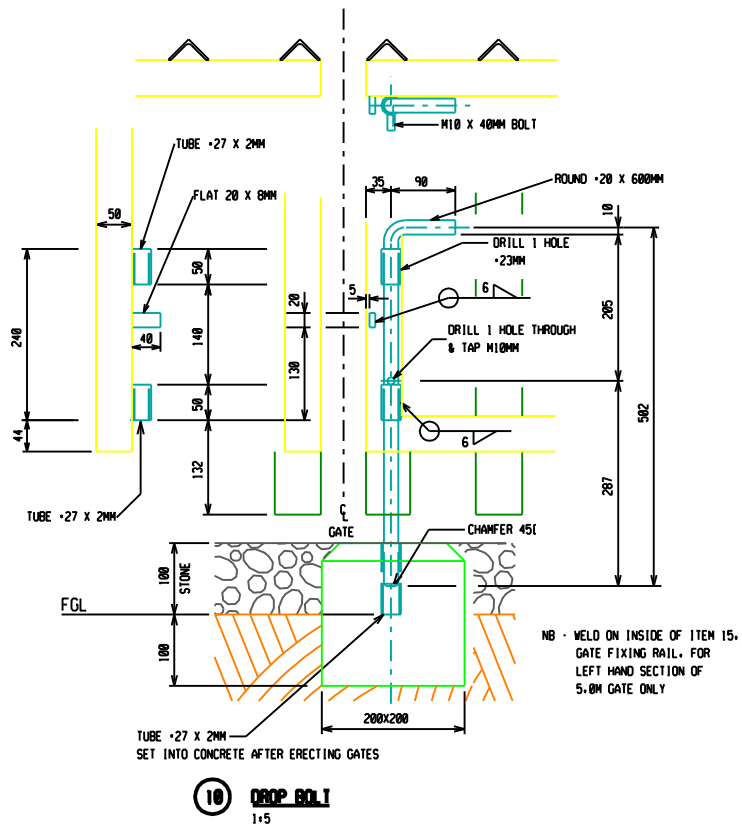 M10 X 40MM BOLT
TUBE •27 X 2MM
FLAT 20 X 8MM
50
35
90
ROUND •20 X 600MM
10
DRILL 1 HOLE
•23MM
50
5
6
20
205
240
140
40
DRILL 1 HOLE THROUGH
& TAP M10MM
130
502
50
44
6
132
287
TUBE •27 X 2MM
CL
GATE
CHAMFER 45[
100
STONE
FGL
100
NB - WELD ON INSIDE OF ITEM 15.
GATE FIXING RAIL. FOR
LEFT HAND SECTION OF
5.0M GATE ONLY
200X200
TUBE •27 X 2MM
SET INTO CONCRETE AFTER ERECTING GATES
10 DROP BOLT
1:5